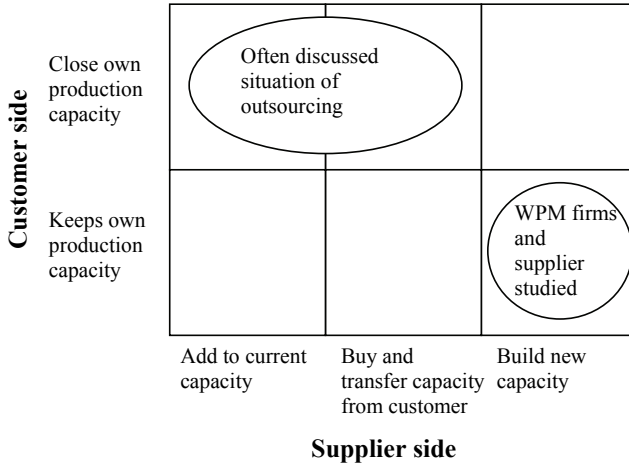 Customer side
Close own
production
capacity
Often discussed
situation of
outsourcing
Keeps own
production
capacity
WPM firms
and
supplier
studied
Add to current
capacity
Buy and
transfer capacity
from customer
Build new
capacity
Supplier side